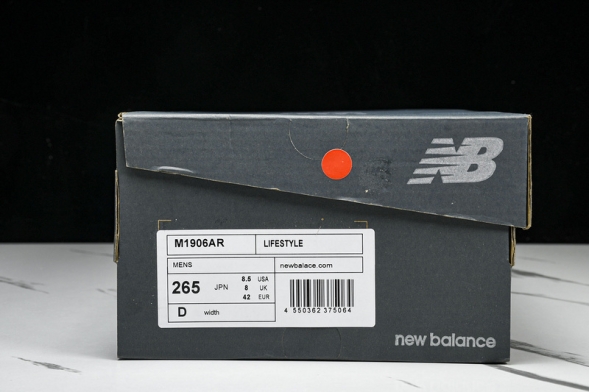 NB
M1906AR LIFESTYLE
MENS newbalace.com
265 JPN 8.5 USA
8 UK
42 EUR
D width
4 550362 375064
new balance